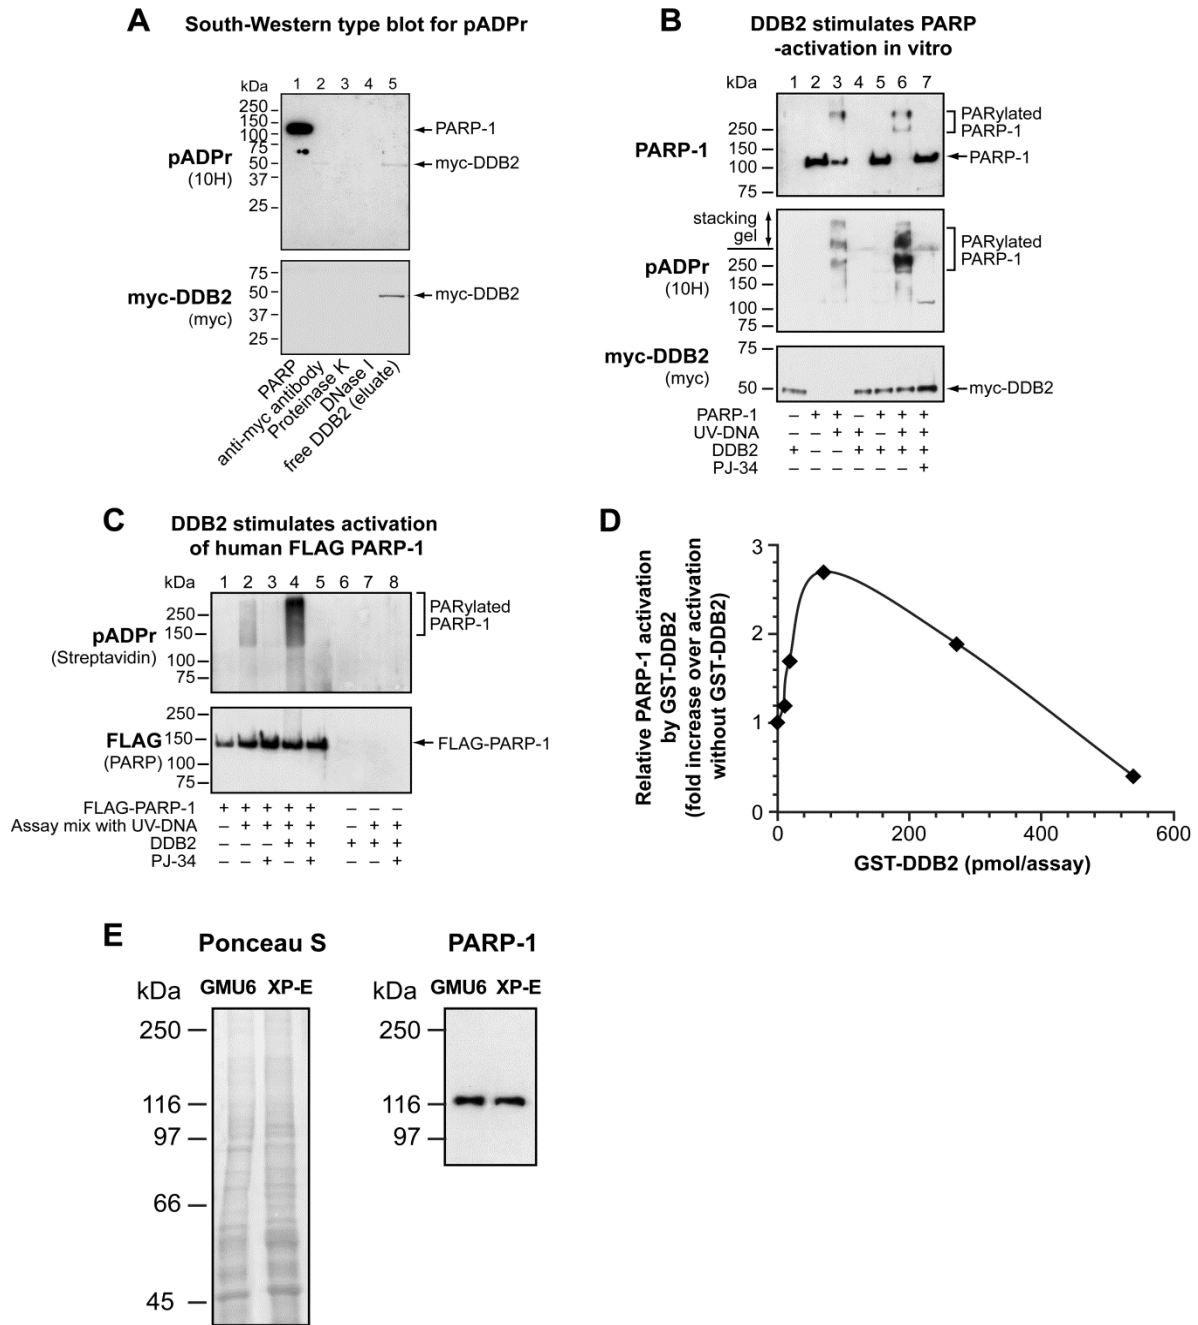 A South-Western type blot for pADPr
kDa 1 2 3 4 5
250
150
100
75
50
37
25
pADPr
(10H)
PARP-1
myc-DDB2
75
50
37
25
myc-DDB2
(myc)
myc-DDB2
PARP
anti-myc antibody
Proteinase K
DNase I
free DDB2 (eluate)
B DDB2 stimulates PARP
-activation in vitro
kDa 1 2 3 4 5 6 7
PARP-1
250
150
100
75
PARylated
PARP-1
PARP-1
stacking
gel
pADPr
(10H)
250
150
100
75
PARylated
PARP-1
myc-DDB2
(myc)
75
50
myc-DDB2
PARP-1 – + + – + + +
UV-DNA – – + + – + +
DDB2 + – – + + + +
PJ-34 – – – – – – +
C DDB2 stimulates activation
of human FLAG PARP-1
kDa 1 2 3 4 5 6 7 8
pADPr
(Streptavidin)
250
150
100
75
PARylated
PARP-1
FLAG
(PARP)
250
150
100
75
FLAG-PARP-1
FLAG-PARP-1 + + + + + – – –
Assay mix with UV-DNA – + + + + – + +
DDB2 – – – + + + + +
PJ-34 – – + – + – – +
D
Relative PARP-1 activation
by GST-DDB2
(fold increase over activation
without GST-DDB2)
3
2
1
0
0 200 400 600
GST-DDB2 (pmol/assay)
E Ponceau S
kDa GMU6 XP-E
250
116
97
66
45
PARP-1
kDa GMU6 XP-E
250
116
97